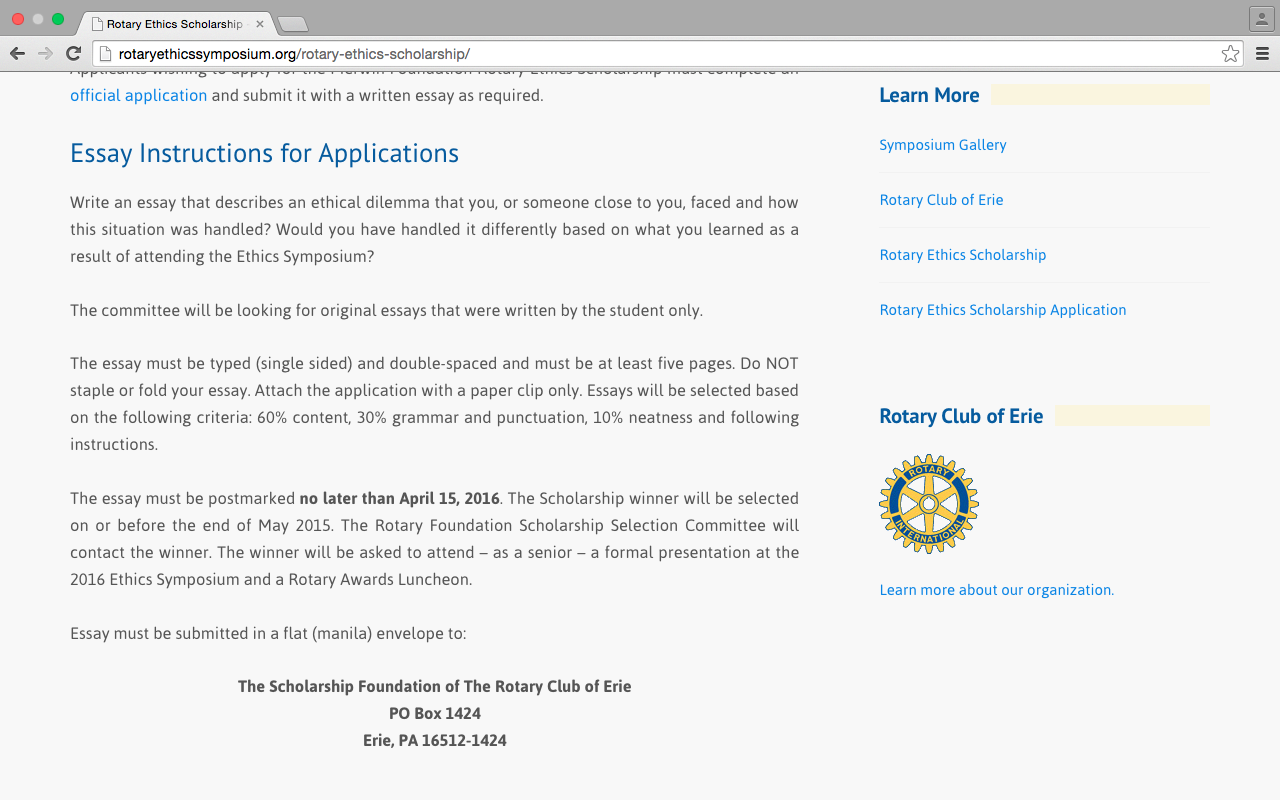 Rotary Ethics Scholarship
rotaryethicssymposium.org/rotary-ethics-scholarship/
Applicants wishing to apply for the
Rotary Ethics Scholarship must complete an
official application and submit it with a written essay as required.
Essay Instructions for Applications
Write an essay that describes an ethical dilemma that you, or someone close to you, faced and how
this situation was handled? Would you have handled it differently based on what you learned as a
result of attending the Ethics Symposium?
The committee will be looking for original essays that were written by the student only.
The essay must be typed (single sided) and double-spaced and must be at least five pages. Do NOT
staple or fold your essay. Attach the application with a paper clip only. Essays will be selected based
on the following criteria: 60% content, 30% grammar and punctuation, 10% neatness and following
instructions.
The essay must be postmarked no later than April 15, 2016. The Scholarship winner will be selected
on or before the end of May 2015. The Rotary Foundation Scholarship Selection Committee will
contact the winner. The winner will be asked to attend – as a senior – a formal presentation at the
2016 Ethics Symposium and a Rotary Awards Luncheon.
Essay must be submitted in a flat (manila) envelope to:
The Scholarship Foundation of The Rotary Club of Erie
PO Box 1424
Erie, PA 16512-1424
Learn More
Symposium Gallery
Rotary Club of Erie
Rotary Ethics Scholarship
Rotary Ethics Scholarship Application
Rotary Club of Erie
ROTARY
INTERNATIONAL
Learn more about our organization.